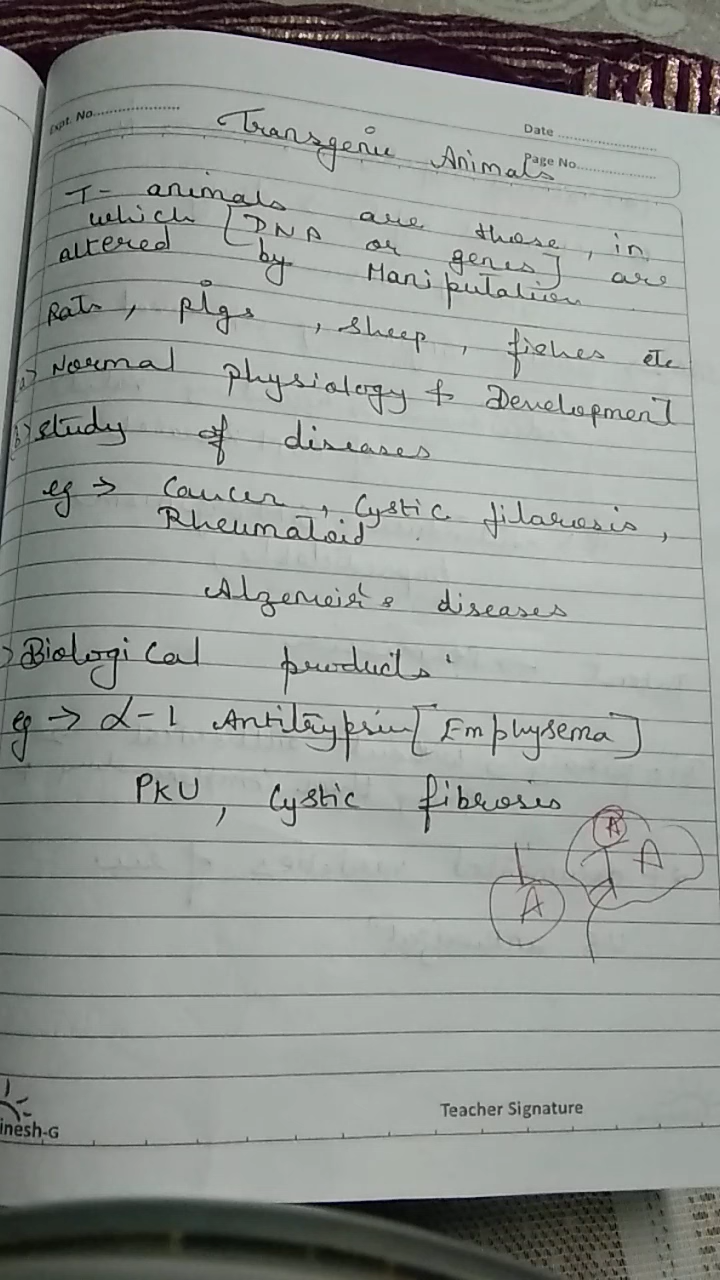 Expt. No....................
Date ........................
Transgenic Animals
Page No....................
T- animals are those, in
which [DNA or genes] are
altered by Manipulation
Rats, pigs, sheep, fishes etc
a) Normal physiology & Development
b) study of diseases
eg → Cancer, Cystic filarosis,
Rheumatoid
Alzemeir's diseases
) Biological products
eg → α-1 Antitrypsin [Emphysema]
PKU, Cystic fibrosis
A
A
A
Teacher Signature
inesh-G